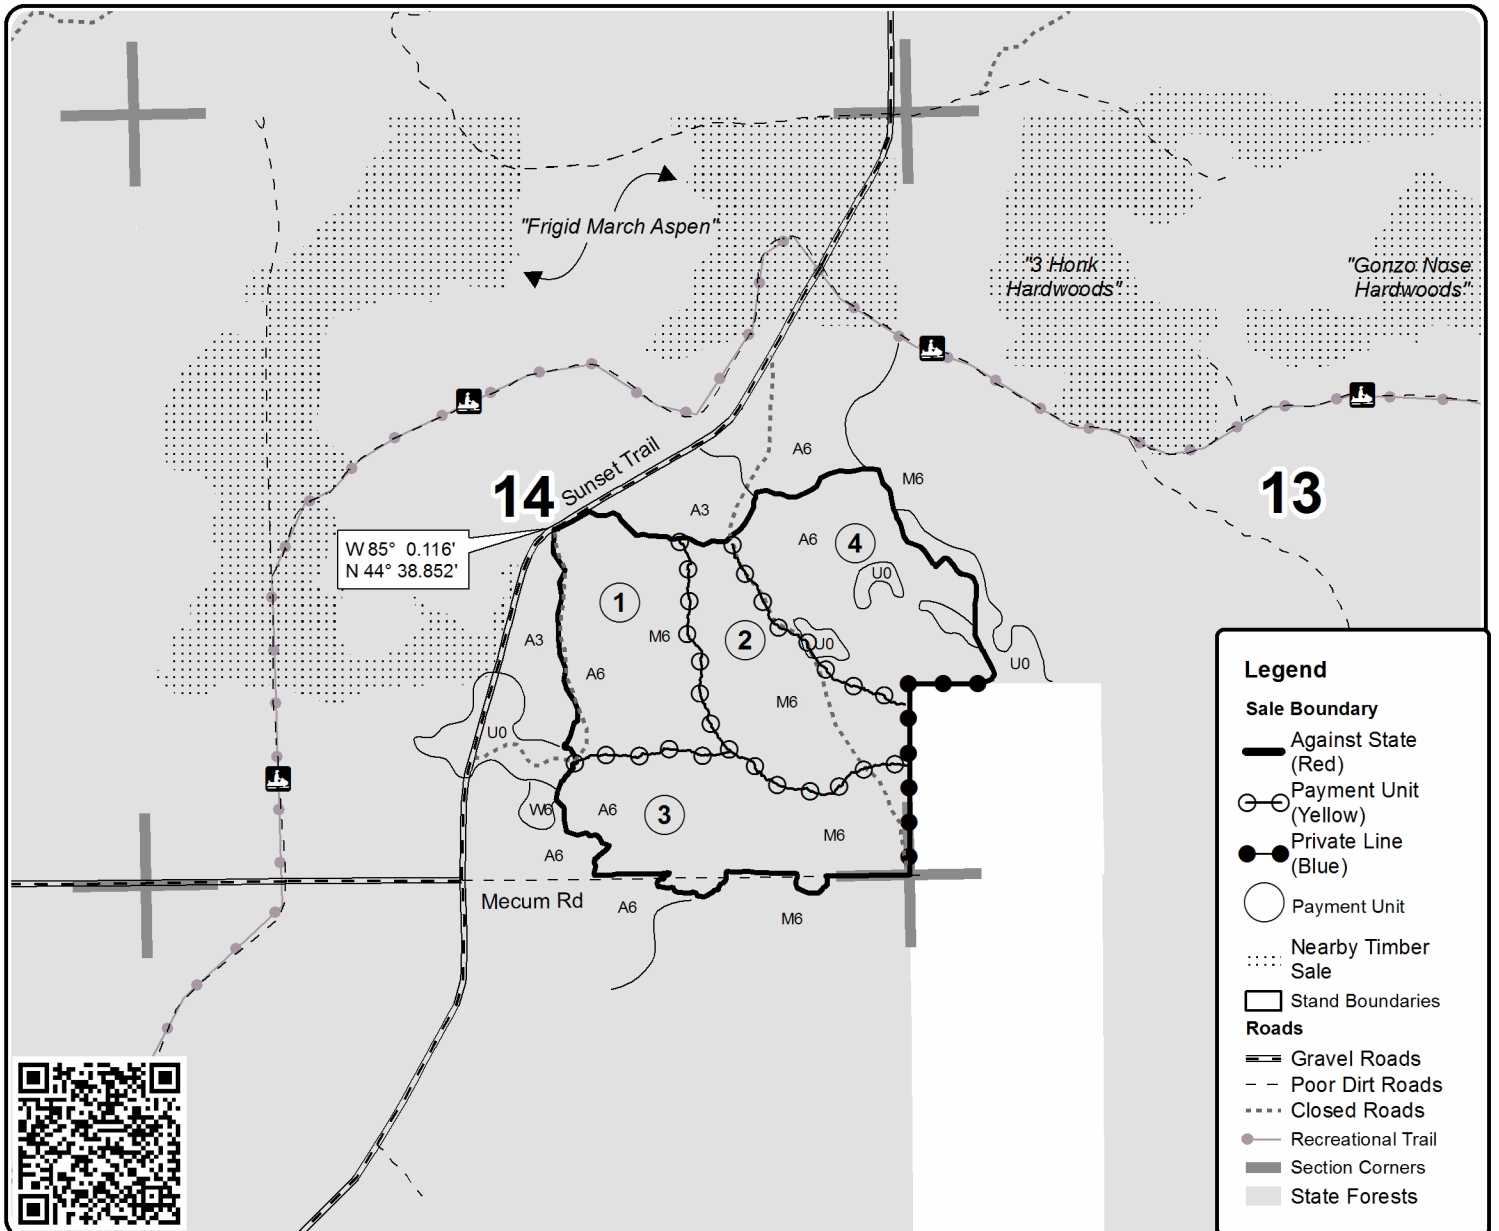 "Frigid March Aspen"
"3 Honk
Hardwoods"
"Gonzo Nose
Hardwoods"
Sunset Trail
14
13
W 85° 0.116'
N 44° 38.852'
A6
M6
A3
A6
4
U0
1
M6
2
U0
A3
A6
U0
M6
U0
W6
A6
3
M6
A6
Mecum Rd
A6
M6
Legend
Sale Boundary
Against State
(Red)
Payment Unit
(Yellow)
Private Line
(Blue)
Payment Unit
Nearby Timber
Sale
Stand Boundaries
Roads
Gravel Roads
Poor Dirt Roads
Closed Roads
Recreational Trail
Section Corners
State Forests